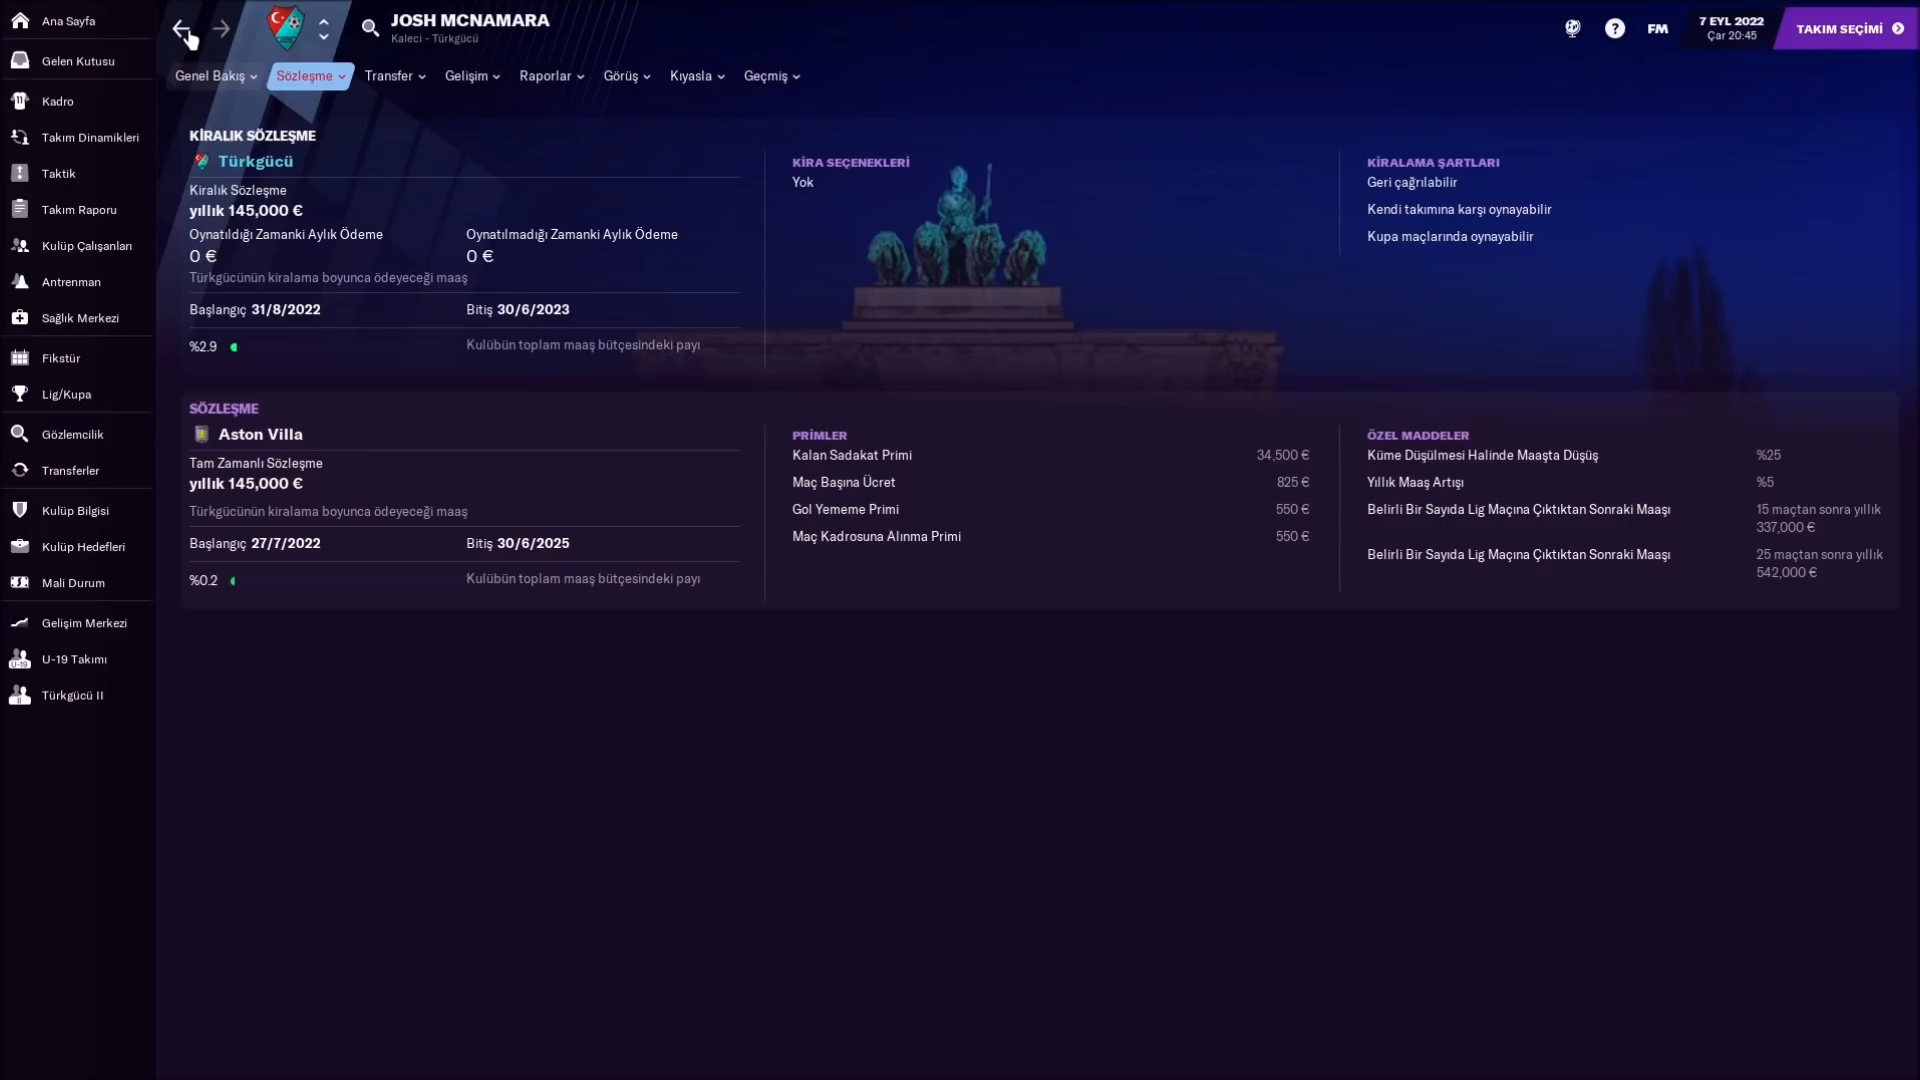 Ana Sayfa
Gelen Kutusu
Kadro
Takım Dinamikleri
Taktik
Takım Raporu
Kulüp Çalışanları
Antrenman
Sağlık Merkezi
Fikstür
Lig/Kupa
Gözlemcilik
Transferler
Kulüp Bilgisi
Kulüp Hedefleri
Mali Durum
Gelişim Merkezi
U-19 Takımı
Türkgücü II
JOSH MCNAMARA
Kaleci - Türkgücü
FM
7 EYL 2022
Çar 20:45
TAKIM SEÇİMİ
Genel Bakış
Sözleşme
Transfer
Gelişim
Raporlar
Görüş
Kıyasla
Geçmiş
KİRALIK SÖZLEŞME
Türkgücü
Kiralık Sözleşme
yıllık 145,000 €
Oynatıldığı Zamanki Aylık Ödeme
Oynatılmadığı Zamanki Aylık Ödeme
0 €
0 €
Türkgücünün kiralama boyunca ödeyeceği maaş
Başlangıç 31/8/2022
Bitiş 30/6/2023
%2.9
Kulübün toplam maaş bütçesindeki payı
KİRA SEÇENEKLERİ
Yok
KİRALAMA ŞARTLARI
Geri çağrılabilir
Kendi takımına karşı oynayabilir
Kupa maçlarında oynayabilir
SÖZLEŞME
Aston Villa
Tam Zamanlı Sözleşme
yıllık 145,000 €
Türkgücünün kiralama boyunca ödeyeceği maaş
Başlangıç 27/7/2022
Bitiş 30/6/2025
%0.2
Kulübün toplam maaş bütçesindeki payı
PRİMLER
Kalan Sadakat Primi 34,500 €
Maç Başına Ücret 825 €
Gol Yememe Primi 550 €
Maç Kadrosuna Alınma Primi 550 €
ÖZEL MADDELER
Küme Düşülmesi Halinde Maaşta Düşüş %25
Yıllık Maaş Artışı %5
Belirli Bir Sayıda Lig Maçına Çıktıktan Sonraki Maaşı 15 maçtan sonra yıllık
337,000 €
Belirli Bir Sayıda Lig Maçına Çıktıktan Sonraki Maaşı 25 maçtan sonra yıllık
542,000 €